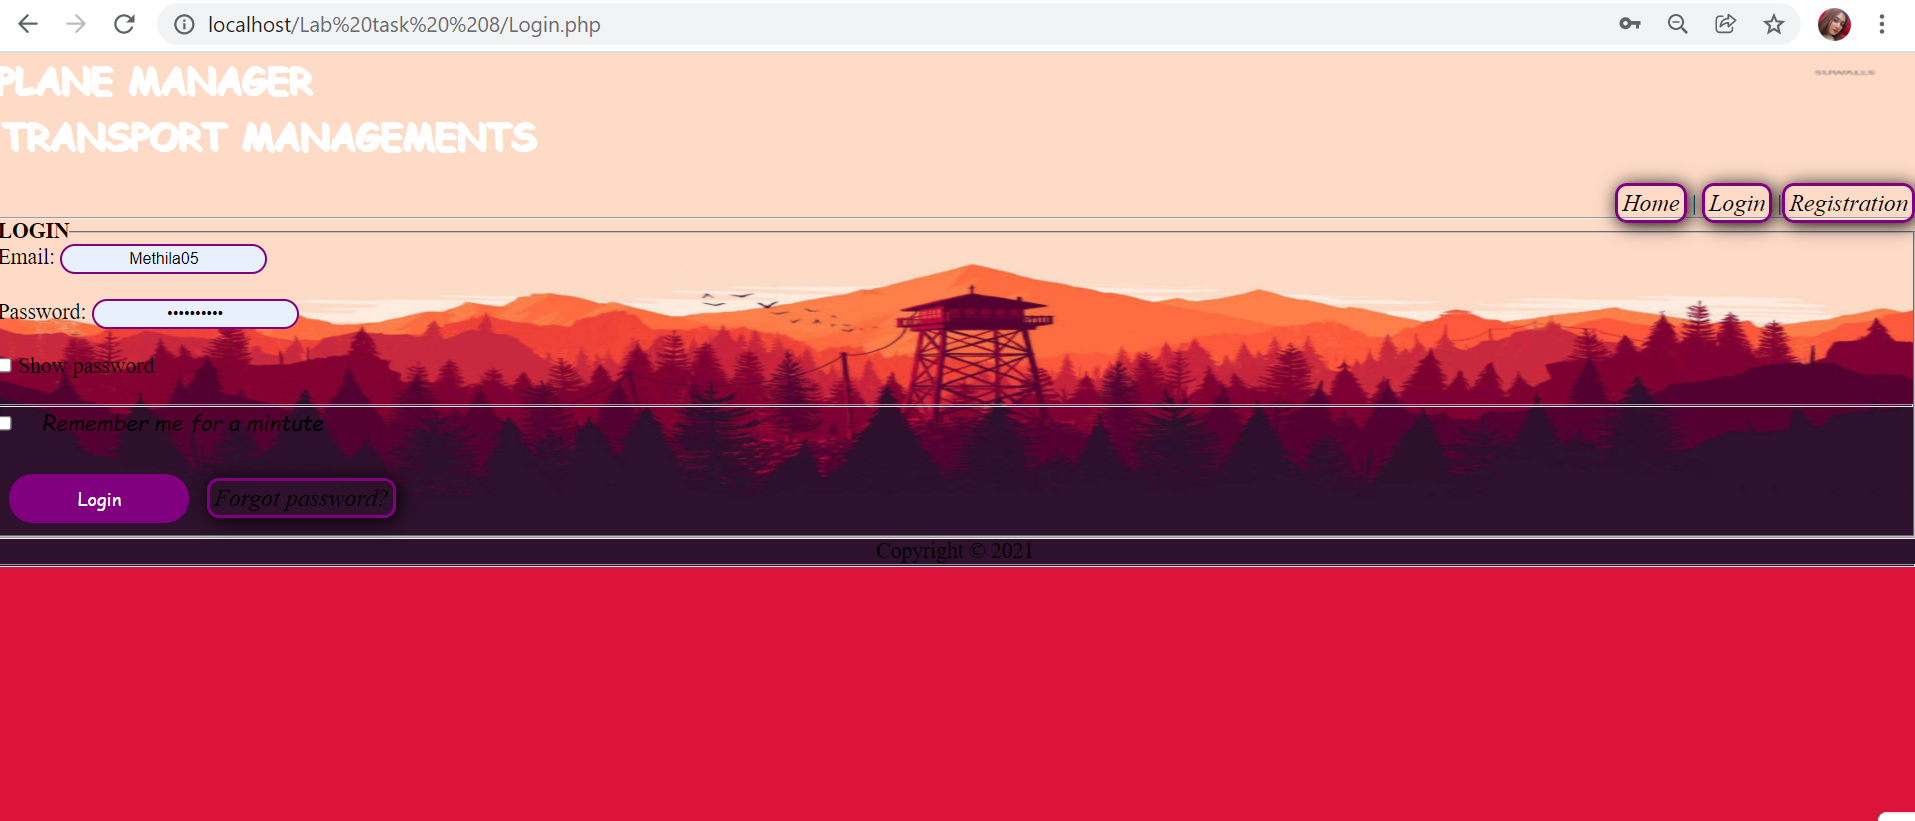 localhost/Lab%20task%20%208/Login.php
PLANE MANAGER
SUWALLS
TRANSPORT MANAGEMENTS
Home | Login | Registration
LOGIN
Email: Methila05
Password: ••••••••••
Show password
Remember me for a mintute
Login Forgot password?
Copyright © 2021